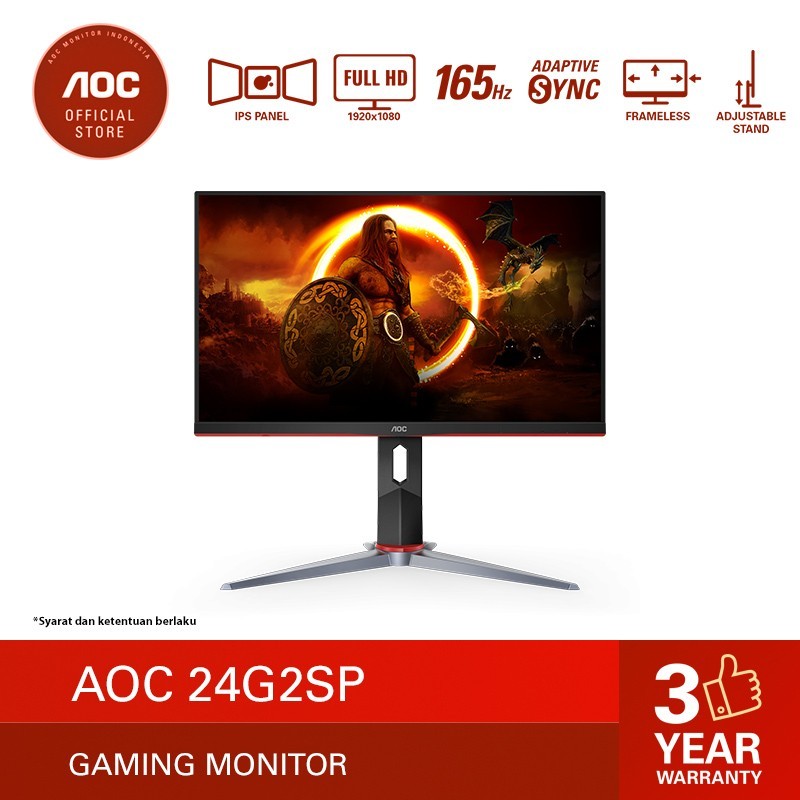 AOC MONITOR INDONESIA
AOC
OFFICIAL
STORE
IPS PANEL
FULL HD
1920x1080
165Hz
ADAPTIVE
SYNC
FRAMELESS
ADJUSTABLE
STAND
AOC
*Syarat dan ketentuan berlaku
AOC 24G2SP
GAMING MONITOR
3
YEAR
WARRANTY